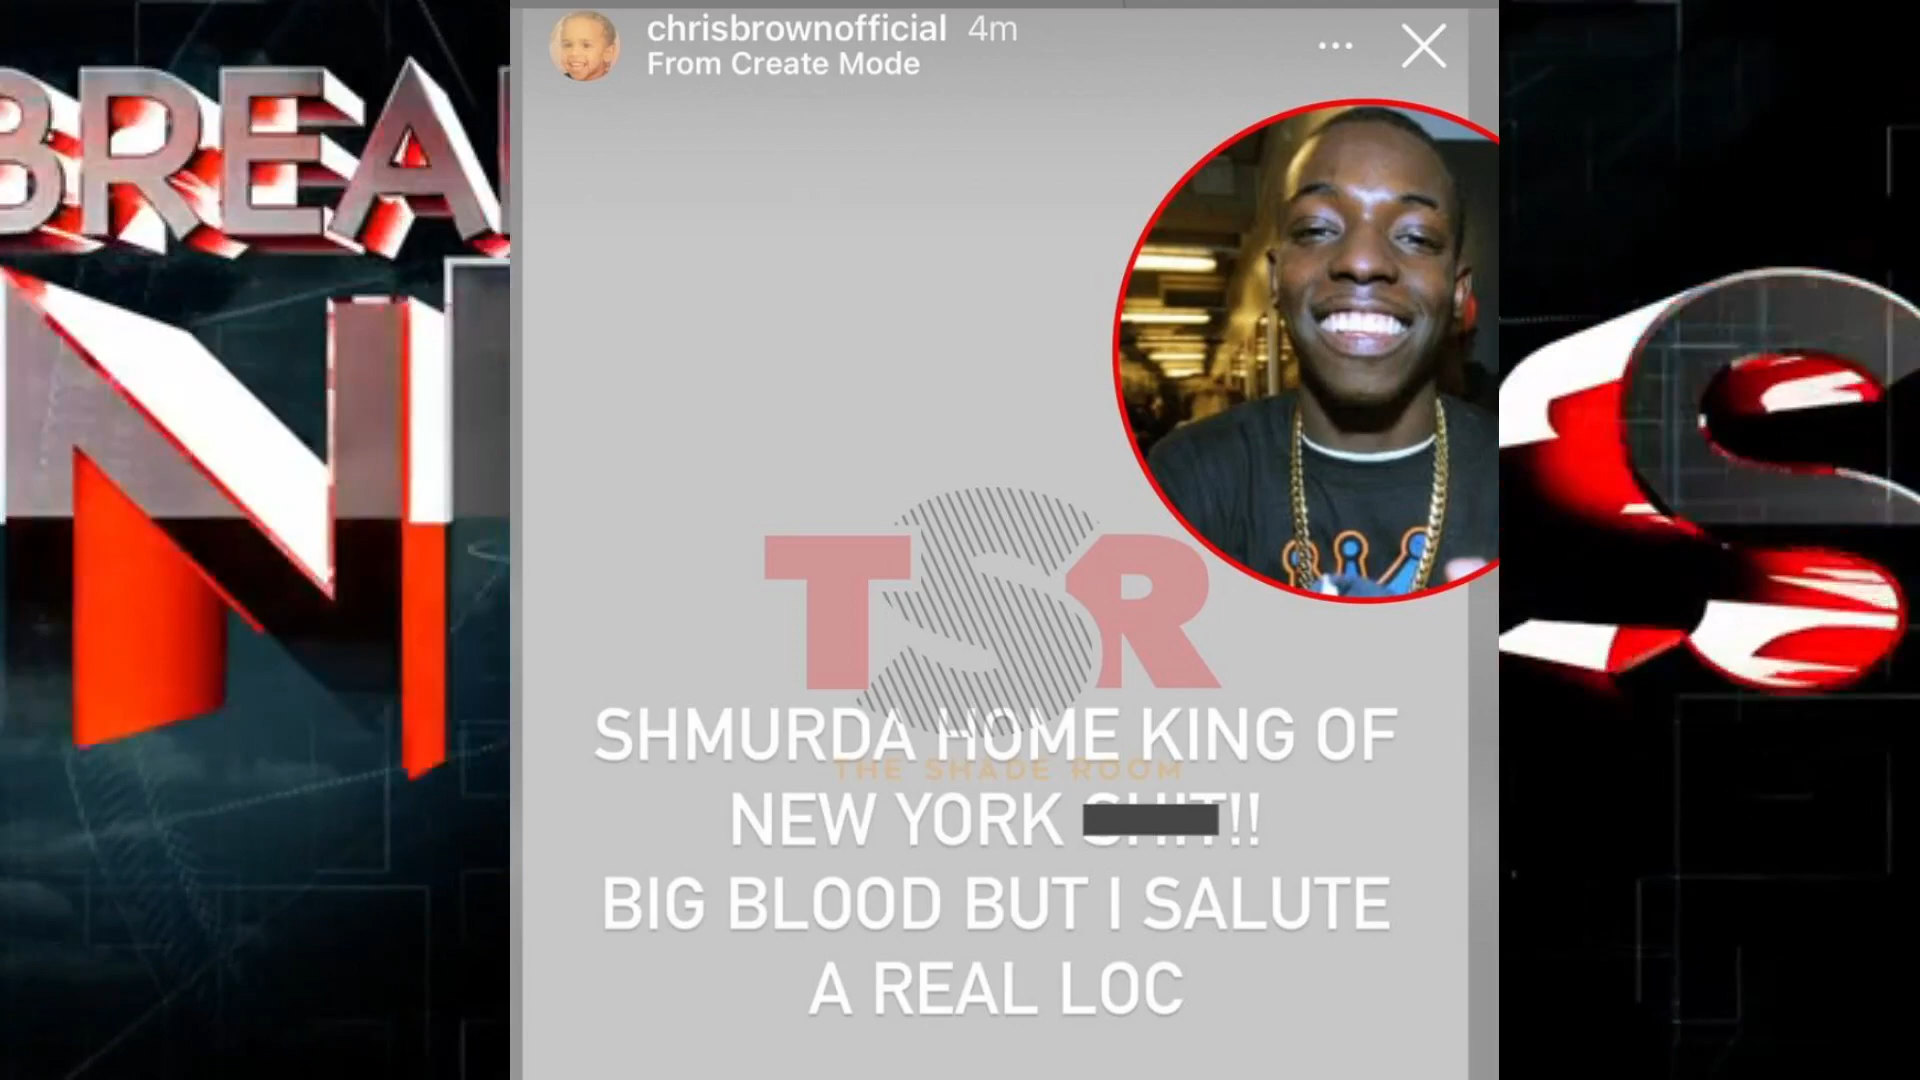 BREA
N
S
chrisbrownofficial 4m
From Create Mode
TSR
THE SHADE ROOM
SHMURDA HOME KING OF
NEW YORK !!
BIG BLOOD BUT I SALUTE
A REAL LOC